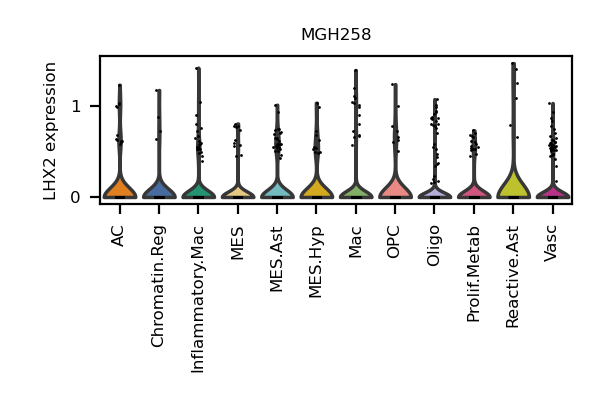 MGH258
LHX2 expression
1
0
AC
Chromatin.Reg
Inflammatory.Mac
MES
MES.Ast
MES.Hyp
Mac
OPC
Oligo
Prolif.Metab
Reactive.Ast
Vasc